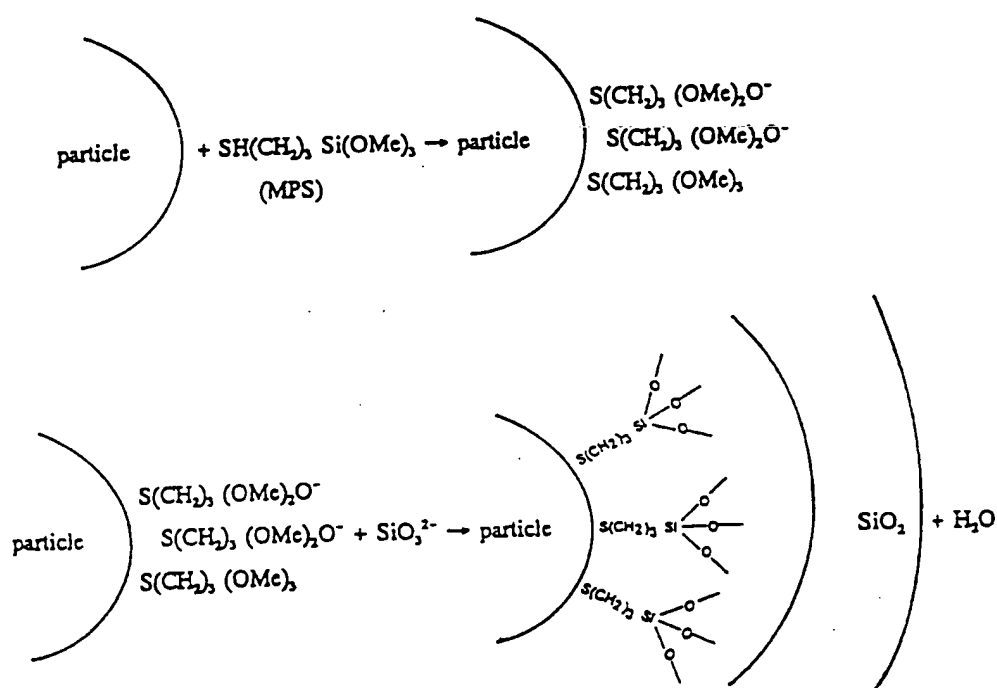 S(CH₂)₃ (OMe)₂O⁻
particle + SH(CH₂)₃ Si(OMe)₃ → particle S(CH₂)₃ (OMe)₂O⁻
(MPS) S(CH₂)₃ (OMe)₃
S(CH₂)₃ Si O O O
S(CH₂)₃ (OMe)₂O⁻
particle S(CH₂)₃ (OMe)₂O⁻ + SiO₃²⁻ → particle S(CH₂)₃ Si O O O SiO₂ + H₂O
S(CH₂)₃ (OMe)₃
S(CH₂)₃ Si O O O